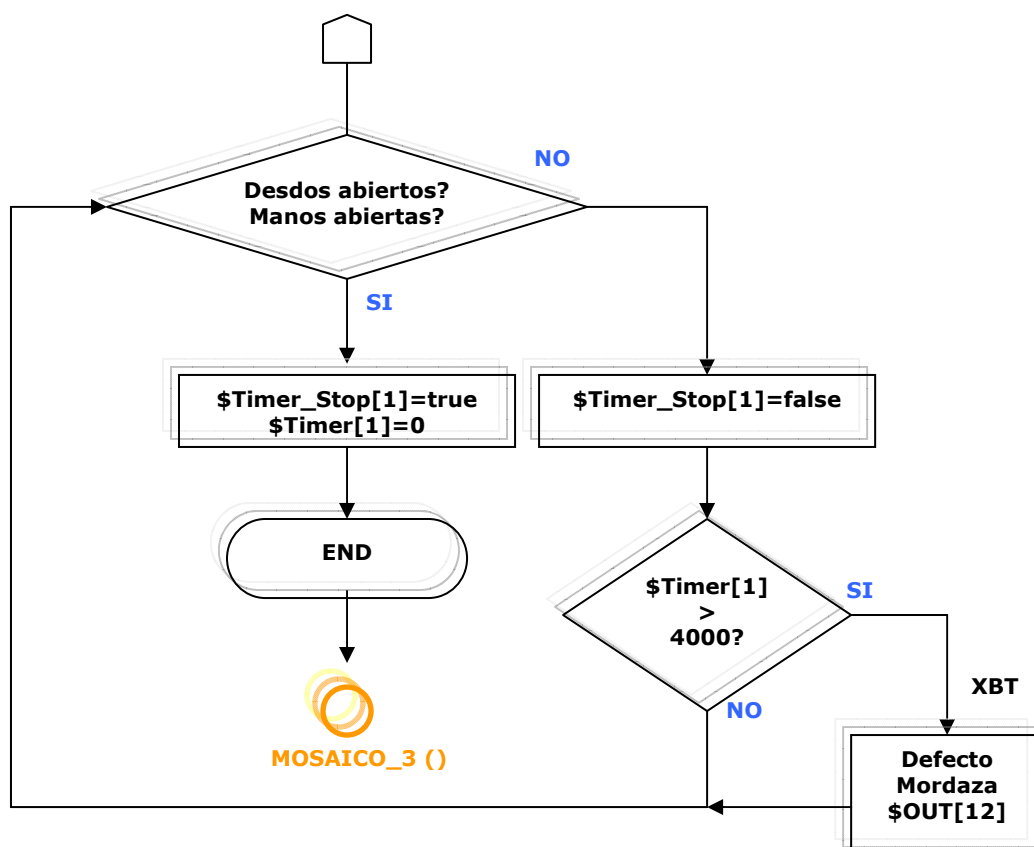 NO
Desdos abiertos?
Manos abiertas?
SI
$Timer_Stop[1]=true
$Timer[1]=0
$Timer_Stop[1]=false
END
$Timer[1]
>
4000?
SI
XBT
NO
MOSAICO_3 ()
Defecto
Mordaza
$OUT[12]